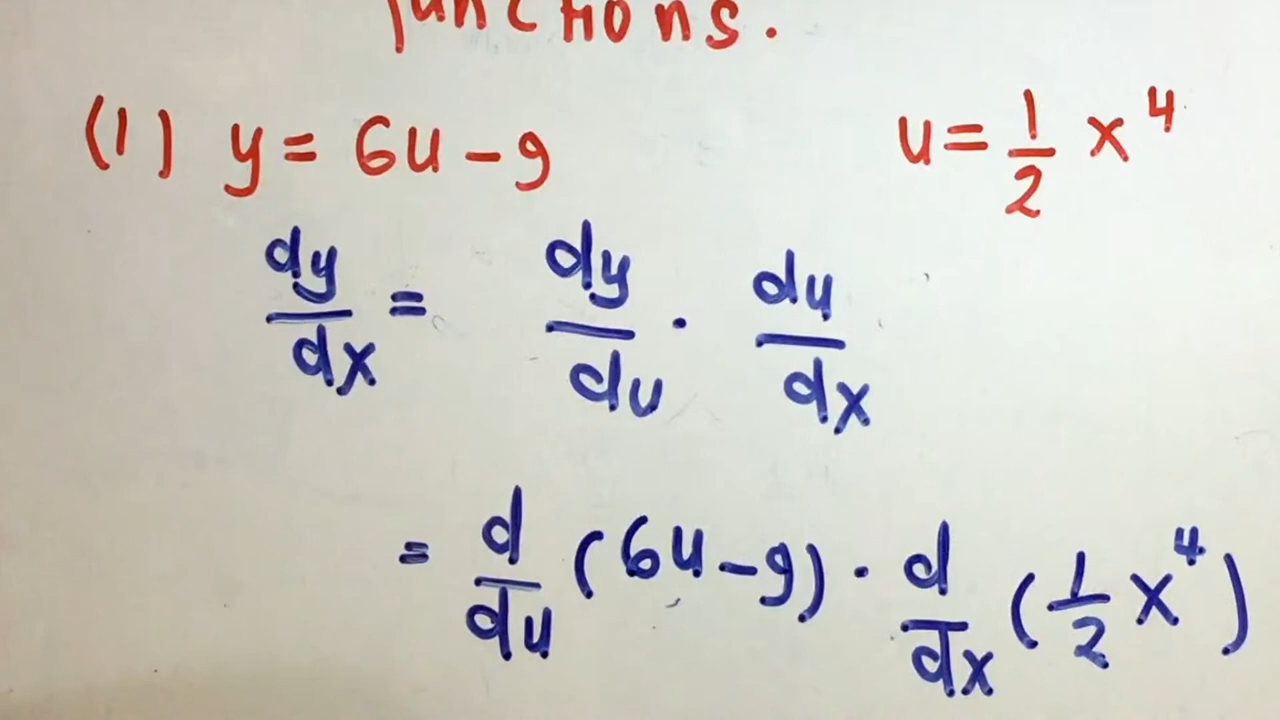 functions.
(1) y = 6u - 9 u = 1/2 x^4
dy/dx = dy/du · du/dx
= d/du (6u - 9) · d/dx (1/2 x^4)